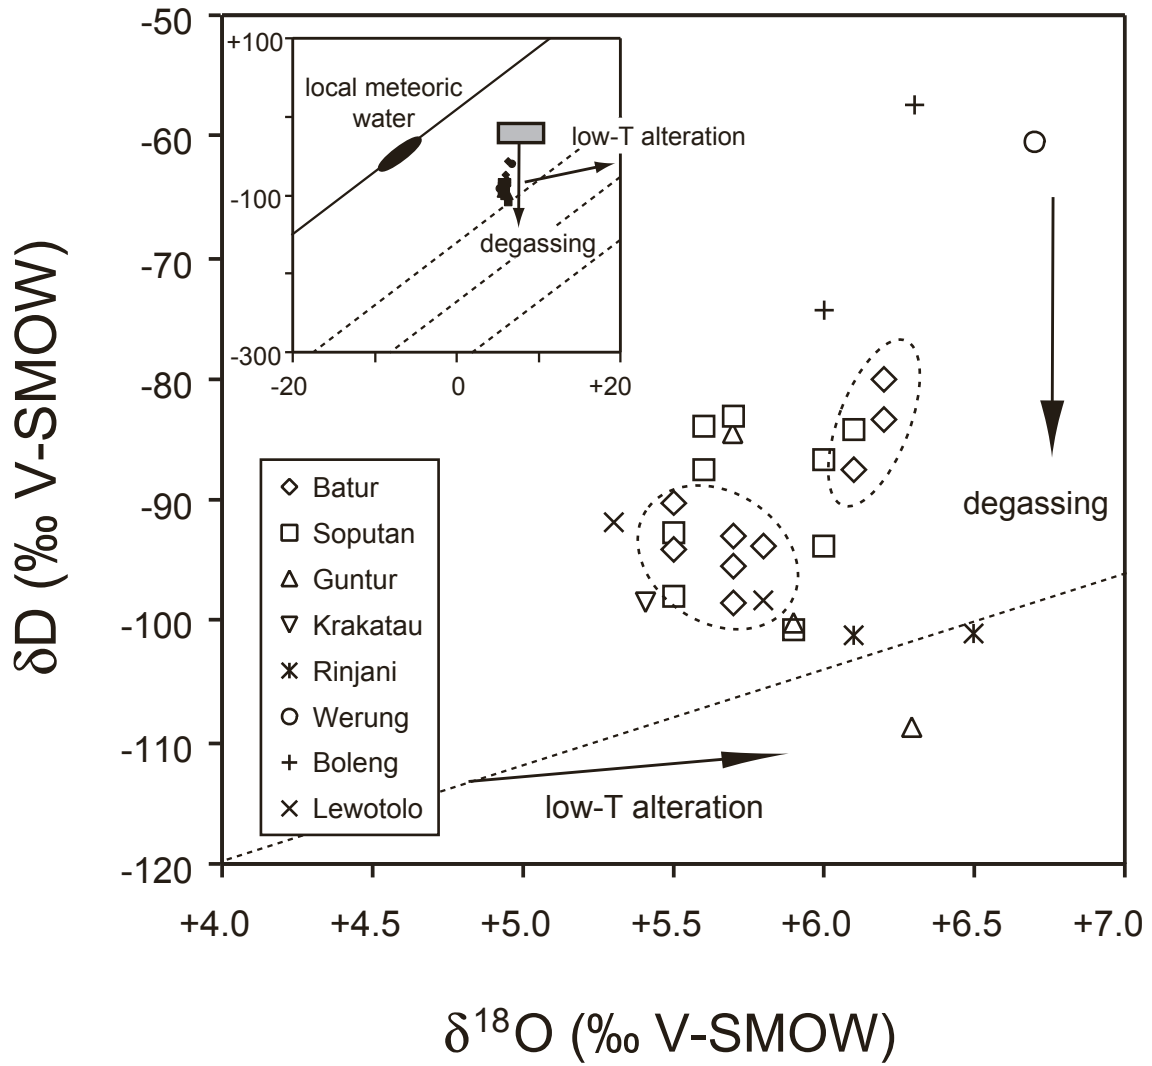 -50
-60
-70
-80
-90
-100
-110
-120
δD (‰ V-SMOW)
+100
-100
-300
-20
0
+20
local meteoric
water
low-T alteration
degassing
Batur
Soputan
Guntur
Krakatau
Rinjani
Werung
Boleng
Lewotolo
degassing
low-T alteration
+4.0 +4.5 +5.0 +5.5 +6.0 +6.5 +7.0
δ¹⁸O (‰ V-SMOW)